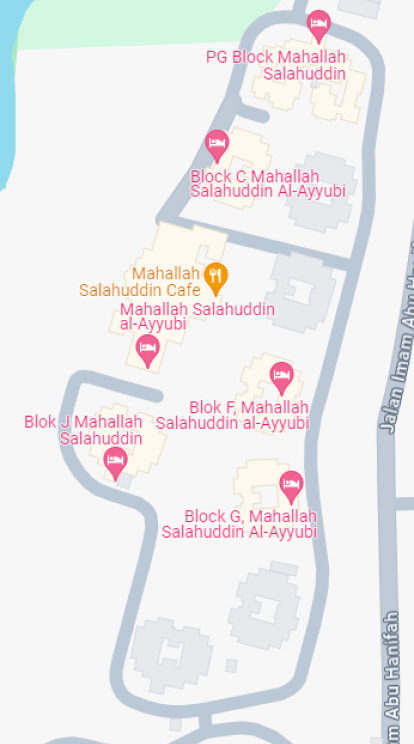 PG Block Mahallah
Salahuddin
Block C Mahallah
Salahuddin Al-Ayyubi
Mahallah
Salahuddin Cafe
Mahallah Salahuddin
al-Ayyubi
Blok F, Mahallah
Salahuddin al-Ayyubi
Blok J Mahallah
Salahuddin
Block G, Mahallah
Salahuddin Al-Ayyubi
Jalan Imam Abu
Abu Hanifah